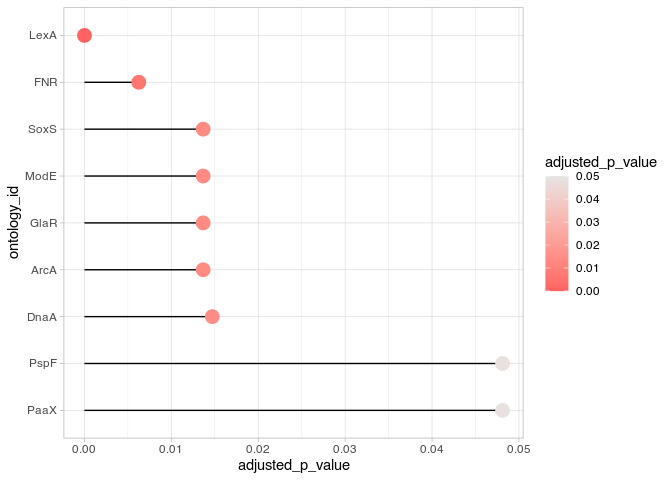 LexA
FNR
SoxS
ModE
GlaR
ArcA
DnaA
PspF
PaaX
ontology_id
0.00 0.01 0.02 0.03 0.04 0.05
adjusted_p_value
adjusted_p_value
0.05
0.04
0.03
0.02
0.01
0.00